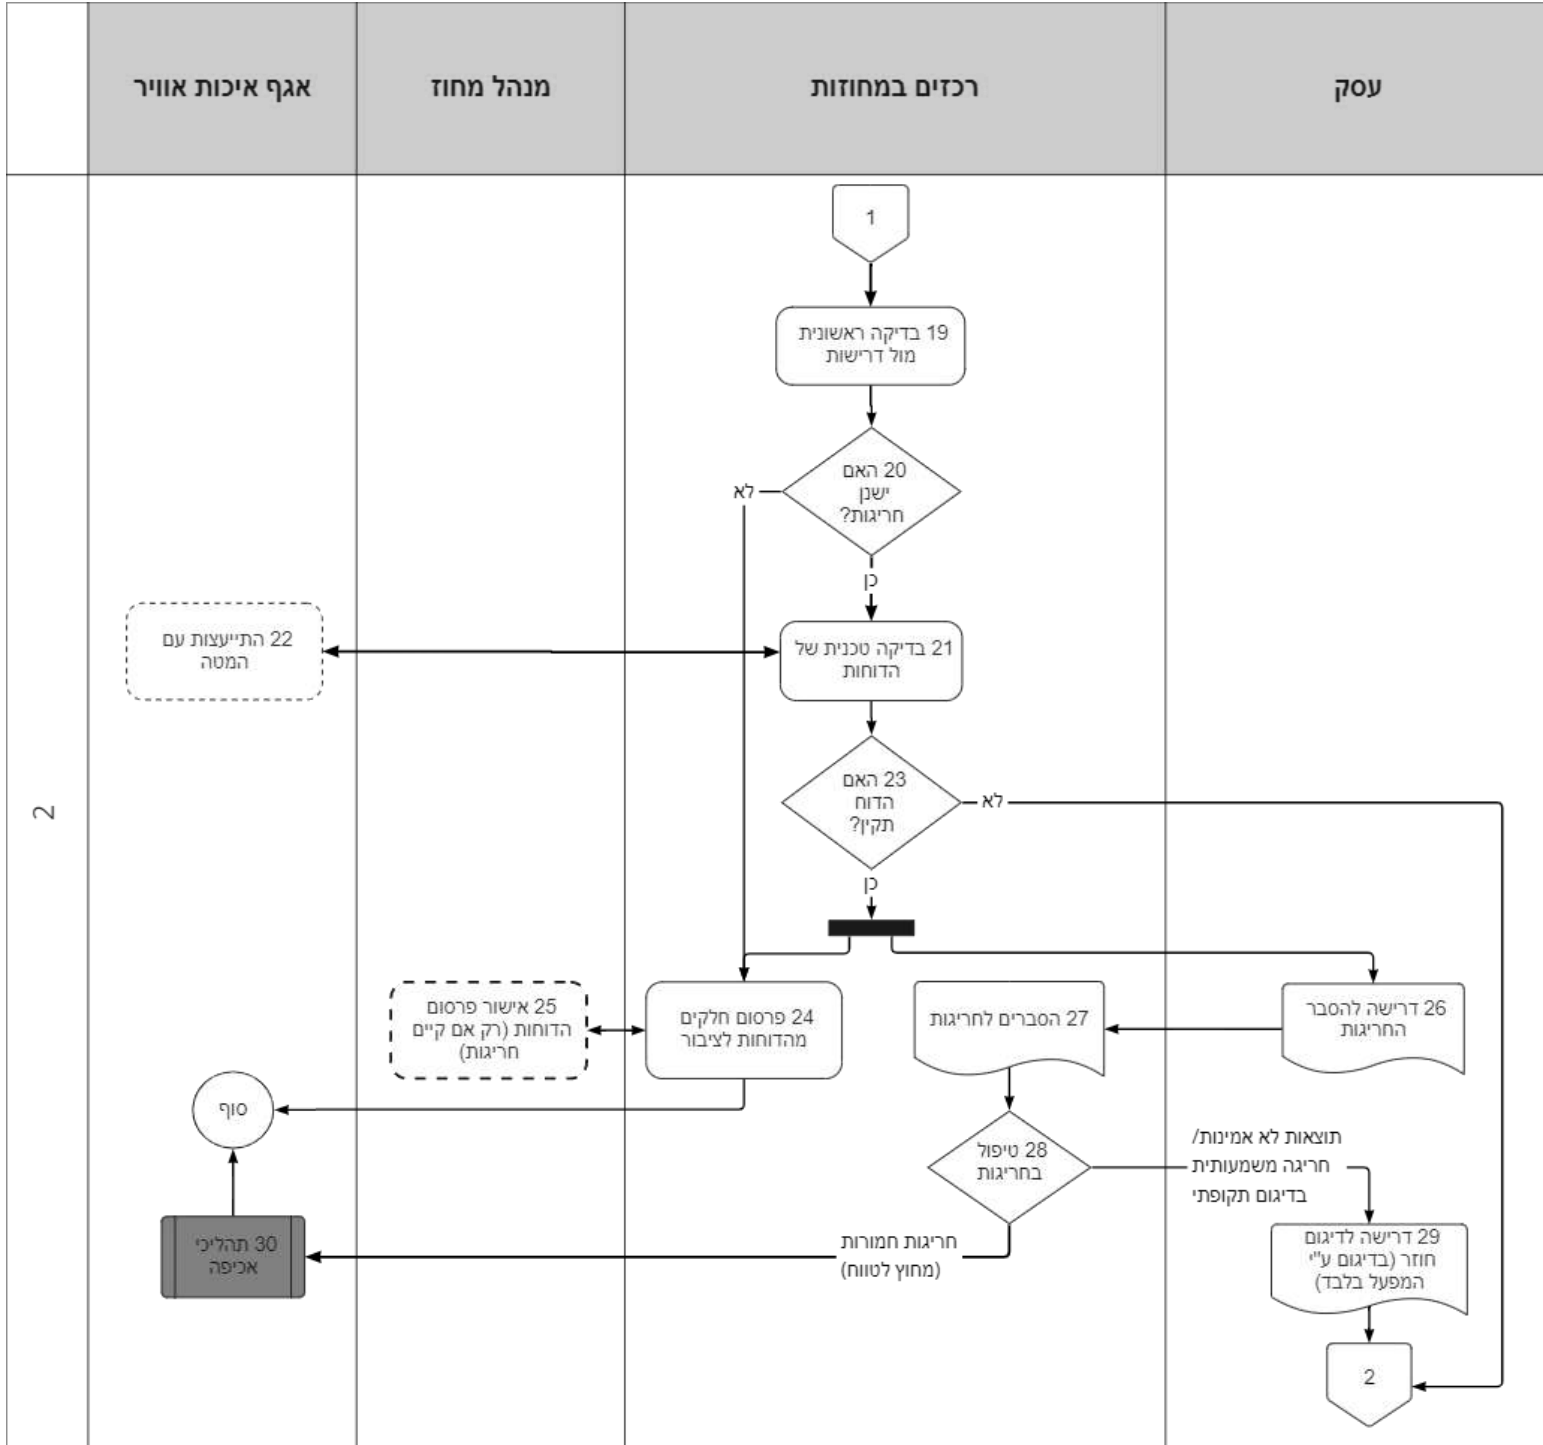 עסק
רכזים במחוזות
מנהל מחוז
אגף איכות אוויר
2
1
19 בדיקה ראשונית
מול דרישות
20 האם
ישנן
חריגות?
לא
כן
21 בדיקה טכנית של
הדוחות
22 התייעצות עם
המטה
23 האם
הדוח
תקין?
לא
כן
26 דרישה להסבר
החריגות
27 הסברים לחריגות
24 פרסום חלקים
מהדוחות לציבור
25 אישור פרסום
הדוחות (רק אם קיים
חריגות)
סוף
28 טיפול
בחריגות
תוצאות לא אמינות/
חריגה משמעותית
בדיגום תקופתי
חריגות חמורות
(מחוץ לטווח)
29 דרישה לדיגום
חוזר (בדיגום ע"י
המפעל בלבד)
30 תהליכי
אכיפה
2